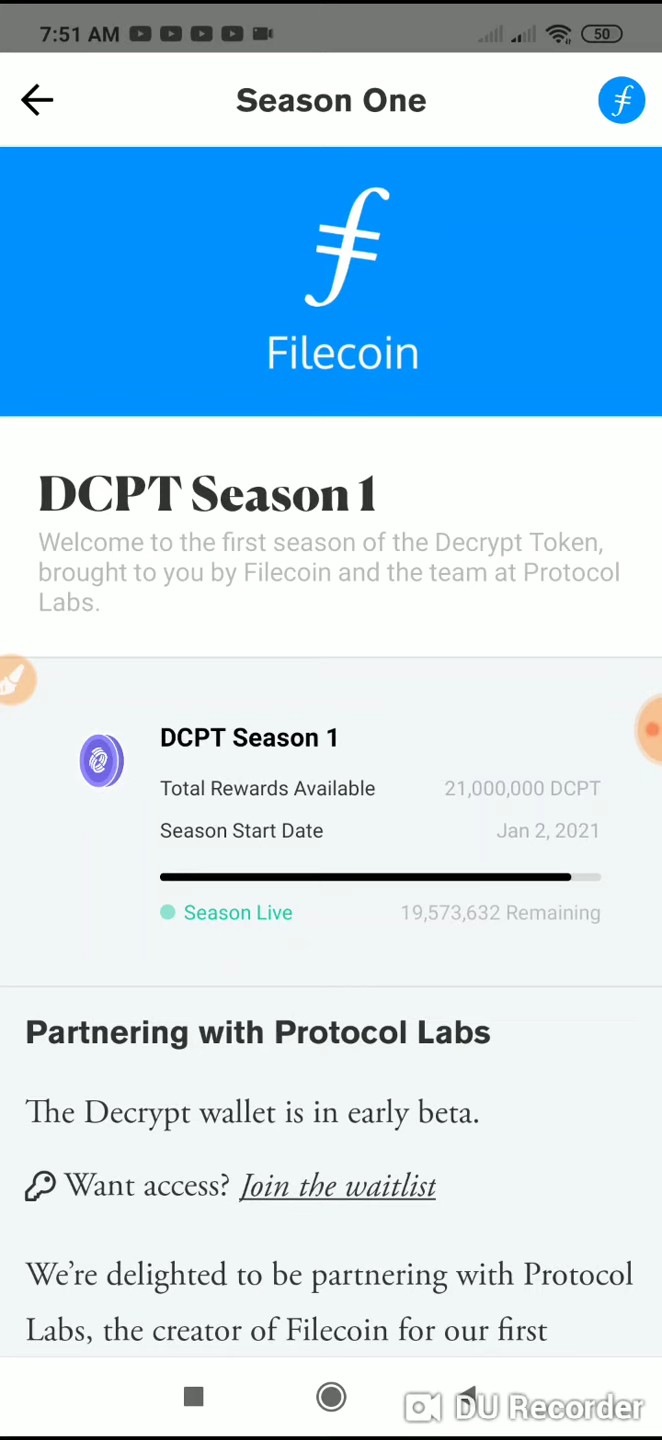 7:51 AM
50
Season One
Filecoin
DCPT Season 1
Welcome to the first season of the Decrypt Token,
brought to you by Filecoin and the team at Protocol
Labs.
DCPT Season 1
Total Rewards Available 21,000,000 DCPT
Season Start Date Jan 2, 2021
Season Live 19,573,632 Remaining
Partnering with Protocol Labs
The Decrypt wallet is in early beta.
Want access? Join the waitlist
We’re delighted to be partnering with Protocol
Labs, the creator of Filecoin for our first
DU Recorder